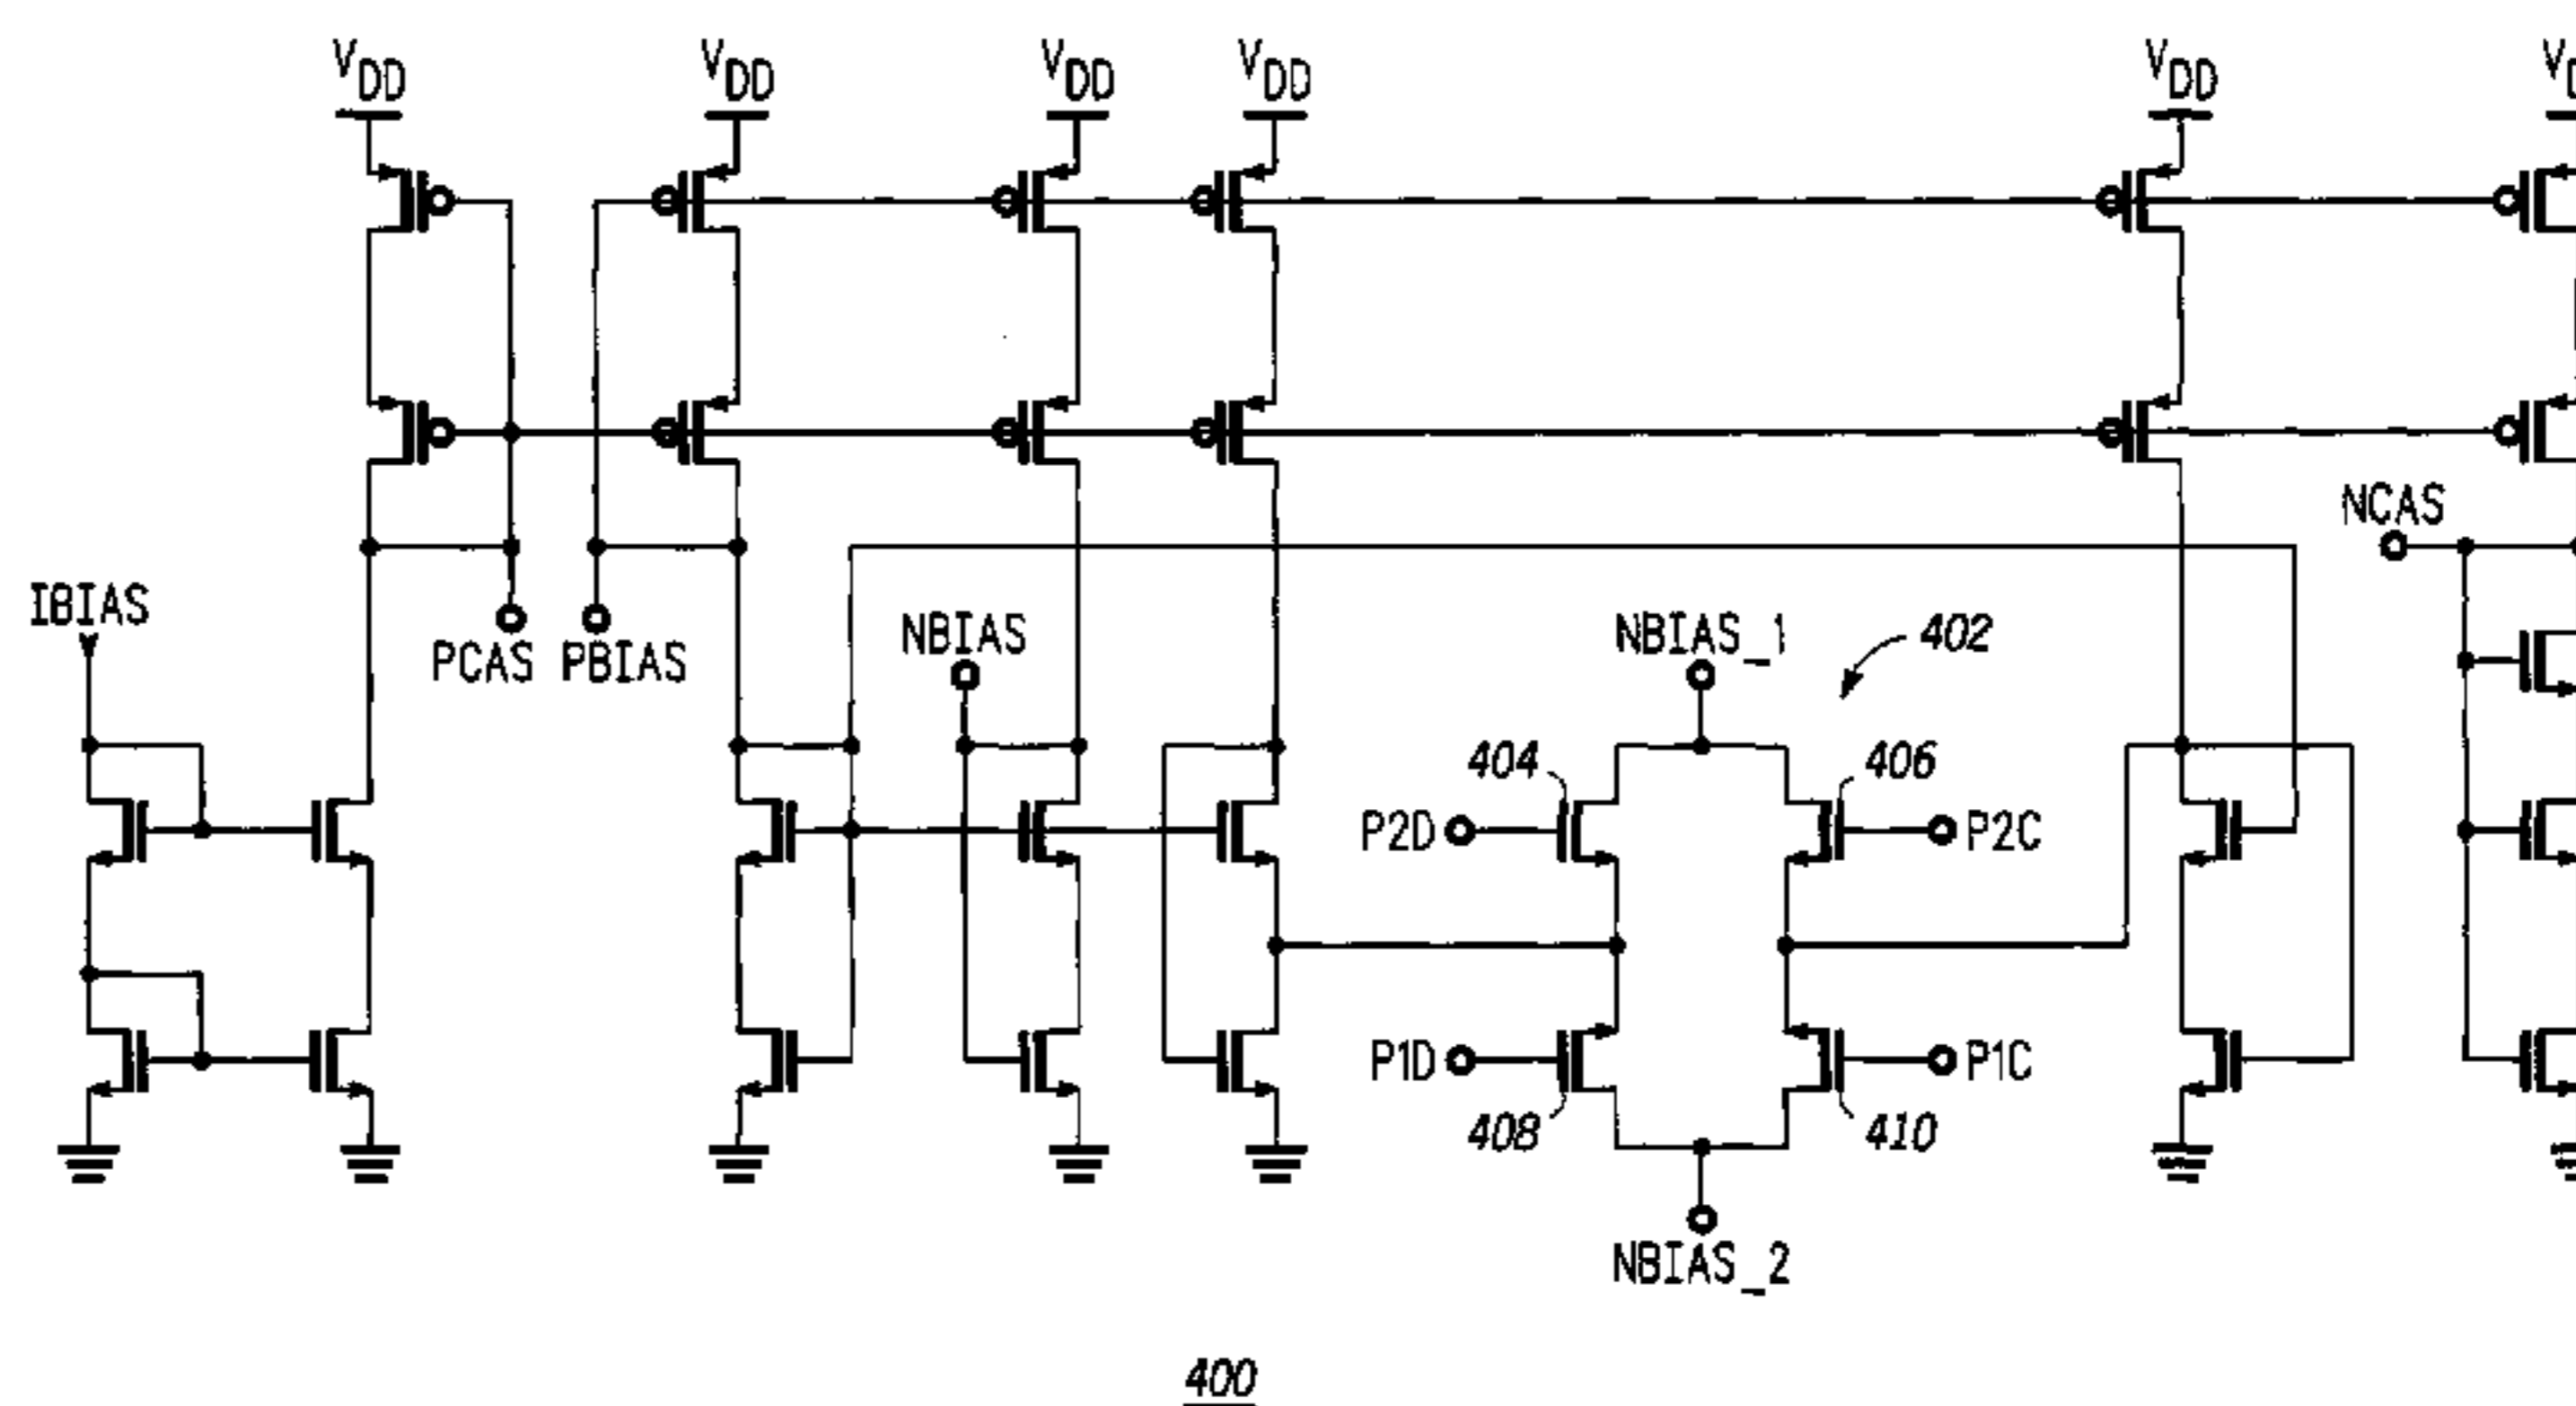 VDD VDD VDD VDD VDD
NCAS
IBIAS
PCAS PBIAS
NBIAS
NBIAS_1
402
404
406
P2D
P2C
P1D
P1C
408
410
NBIAS_2
400